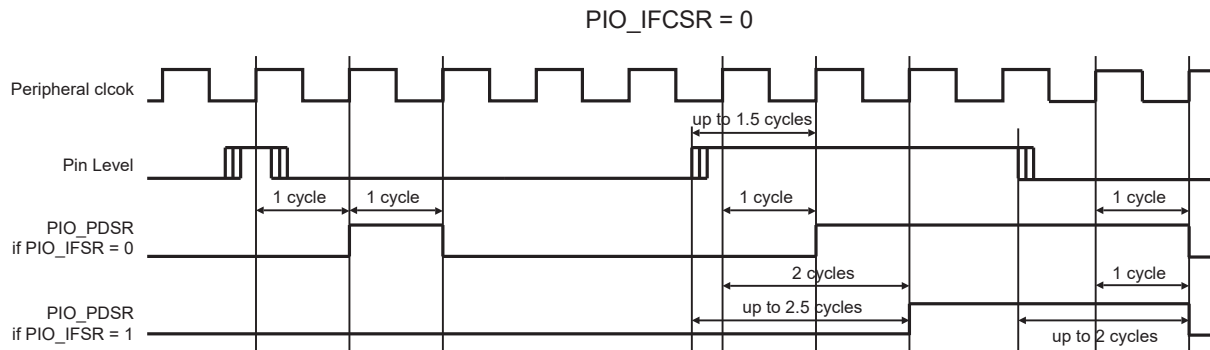 PIO_IFCSR = 0
Peripheral clcok
up to 1.5 cycles
Pin Level
1 cycle 1 cycle 1 cycle 1 cycle
PIO_PDSR
if PIO_IFSR = 0
2 cycles 1 cycle
PIO_PDSR
if PIO_IFSR = 1
up to 2.5 cycles
up to 2 cycles